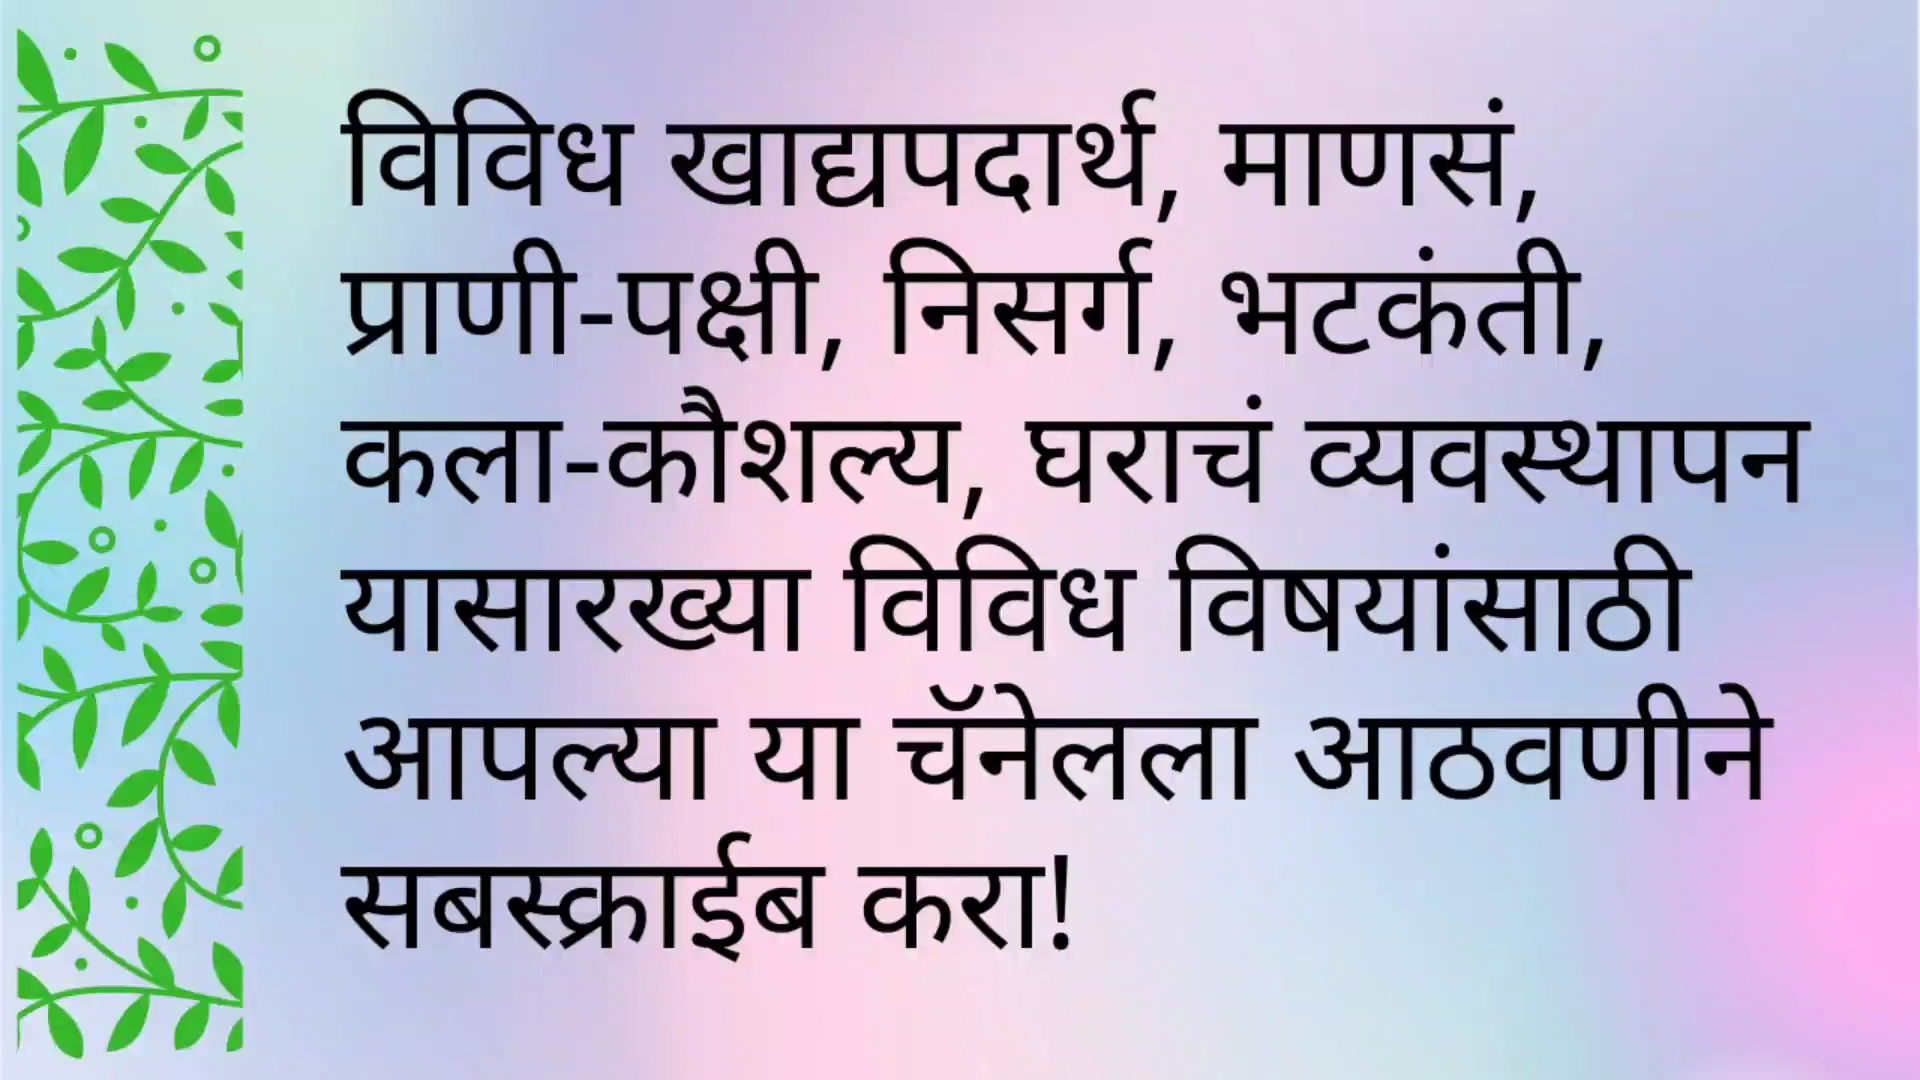 विविध खाद्यपदार्थ, माणसं,
प्राणी-पक्षी, निसर्ग, भटकंती,
कला-कौशल्य, घराचं व्यवस्थापन
यासारख्या विविध विषयांसाठी
आपल्या या चॅनेलला आठवणीने
सबस्क्राईब करा!